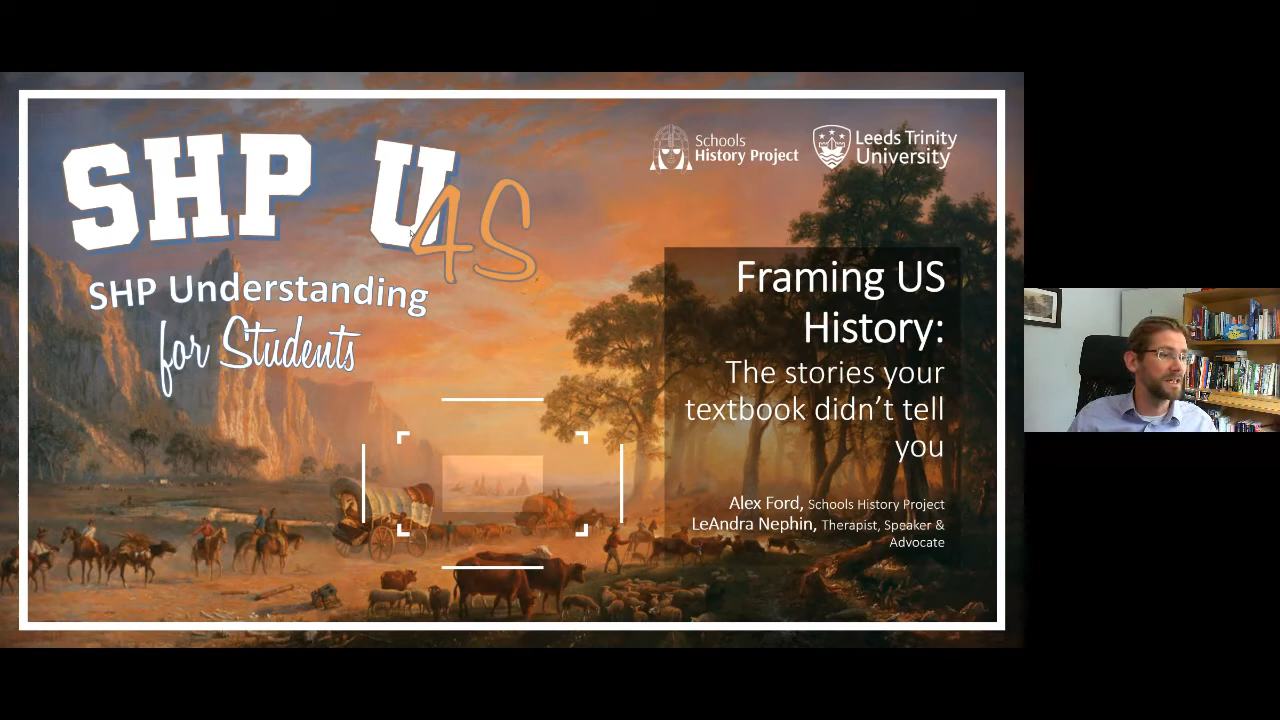 SHP U4S
SHP Understanding
for Students
Schools
History Project
Leeds Trinity
University
Framing US
History:
The stories your
textbook didn’t tell
you
Alex Ford, Schools History Project
LeAndra Nephin, Therapist, Speaker &
Advocate